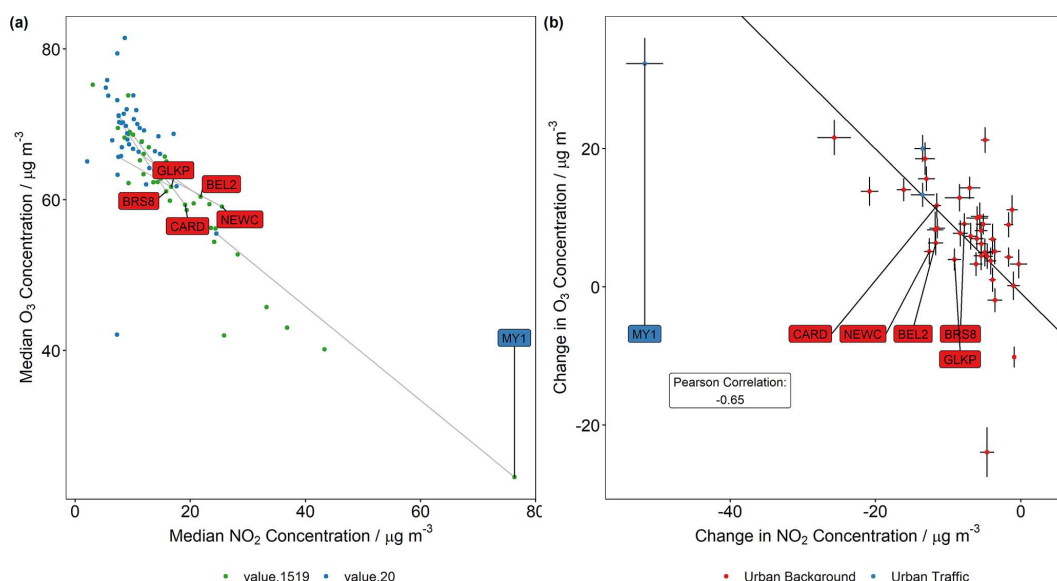 (a)
80
60
40
0
20
40
60
80
Median O₃ Concentration / µg m⁻³
Median NO₂ Concentration / µg m⁻³
GLKP
BEL2
BRS8
CARD
NEWC
MY1
value.1519
value.20
(b)
20
0
-20
-40
-20
0
Change in O₃ Concentration / µg m⁻³
Change in NO₂ Concentration / µg m⁻³
MY1
CARD
NEWC
BEL2
BRS8
GLKP
Pearson Correlation:
-0.65
Urban Background
Urban Traffic